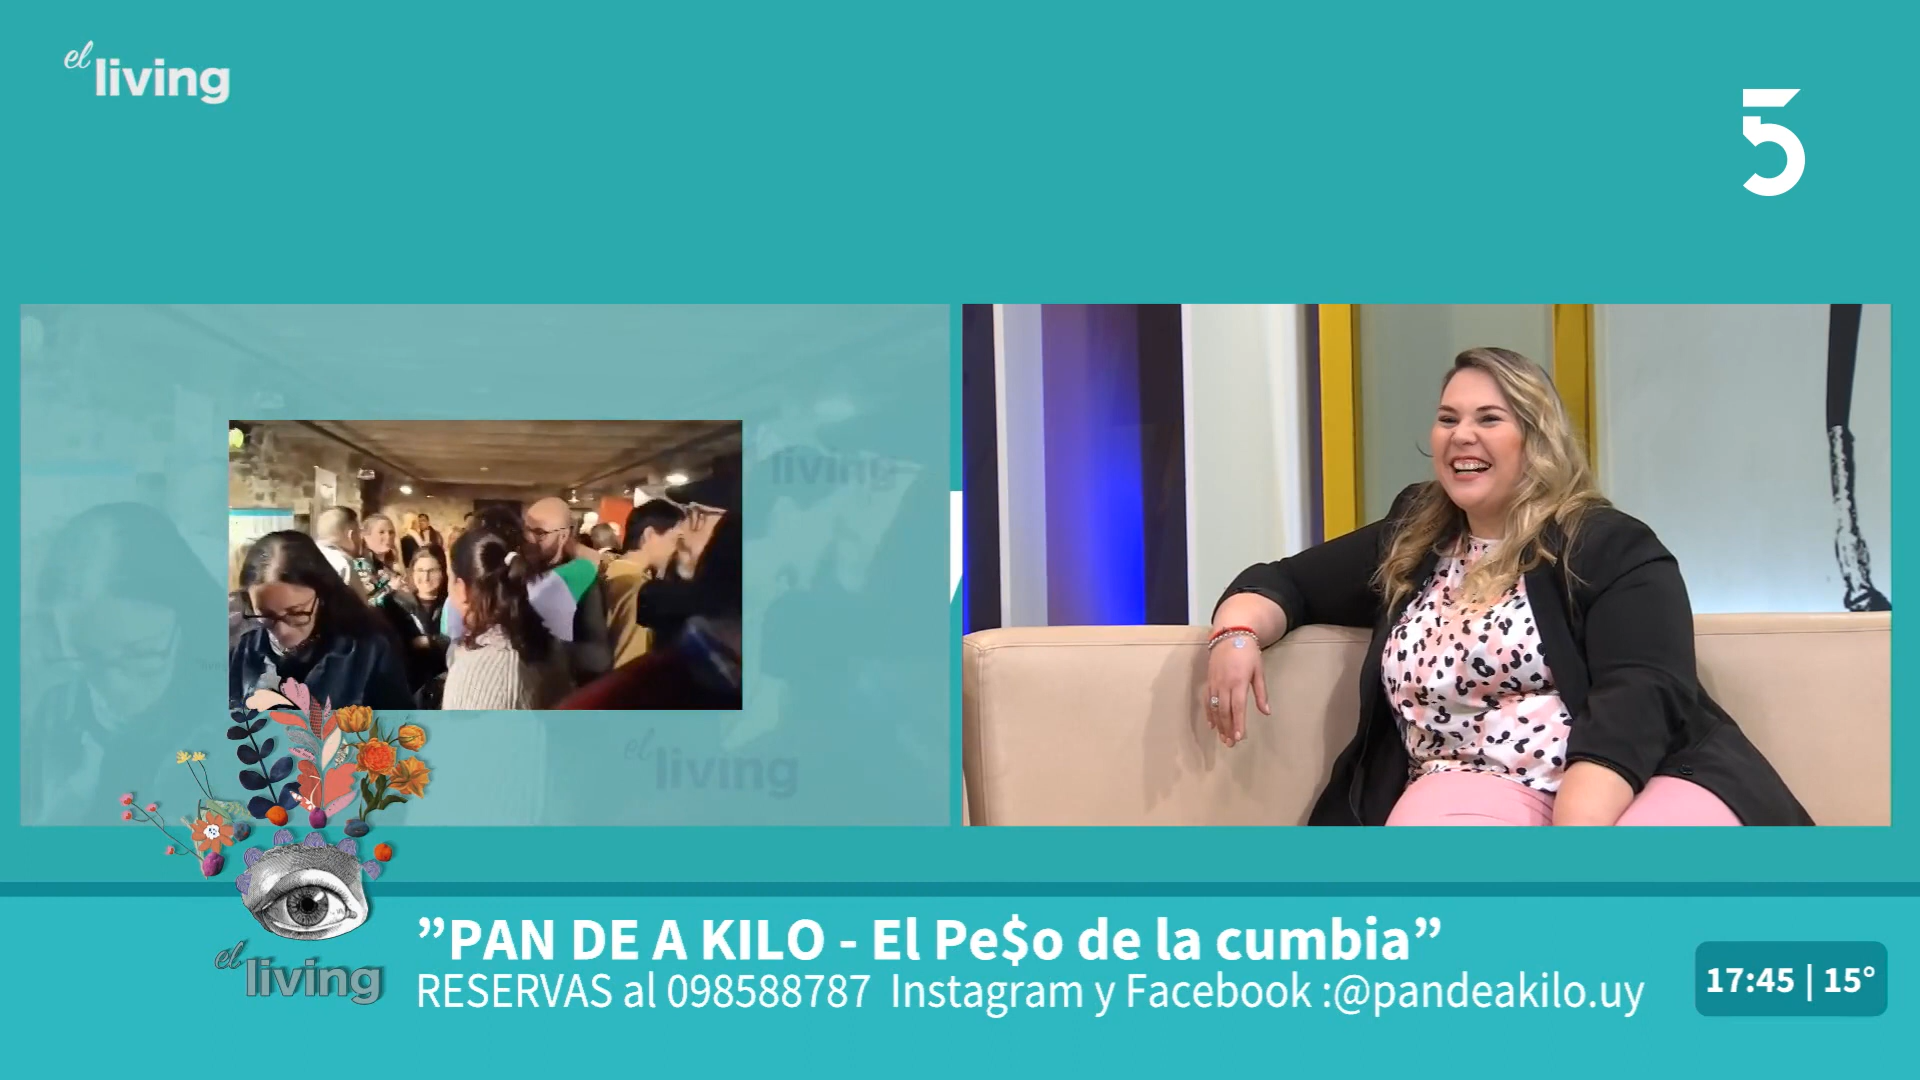 el living
5
living
el living
"PAN DE A KILO - El Pe$o de la cumbia"
RESERVAS al 098588787 Instagram y Facebook :@pandeakilo.uy
el living
17:45 | 15°